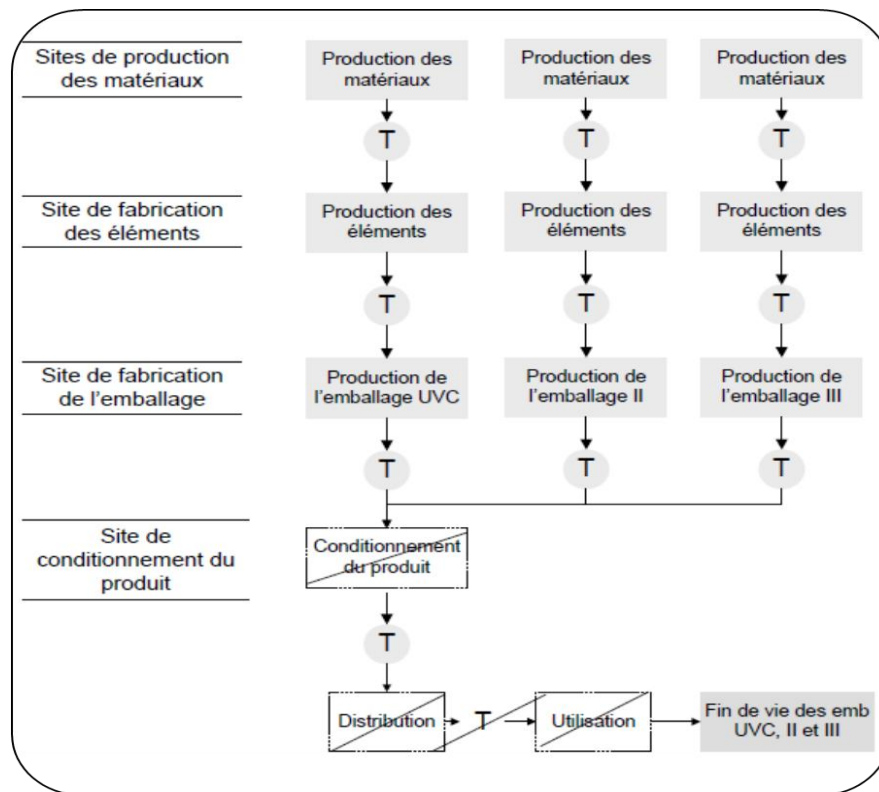 Sites de production
des matériaux
Production des
matériaux
Production des
matériaux
Production des
matériaux
T
T
T
Site de fabrication
des éléments
Production des
éléments
Production des
éléments
Production des
éléments
T
T
T
Site de fabrication
de l'emballage
Production de
l'emballage UVC
Production de
l'emballage II
Production de
l'emballage III
T
T
T
Site de
conditionnement du
produit
Conditionnement
du produit
T
Distribution
T
Utilisation
Fin de vie des emb
UVC, II et III